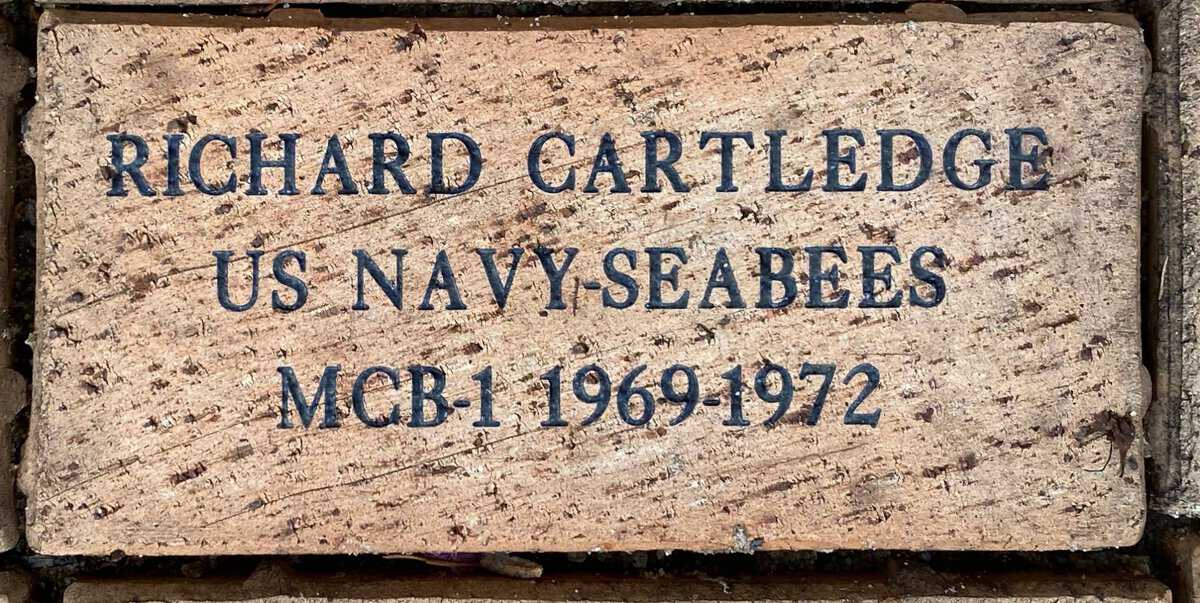 RICHARD CARTLEDGE
US NAVY-SEABEES
MCB-1 1969-1972